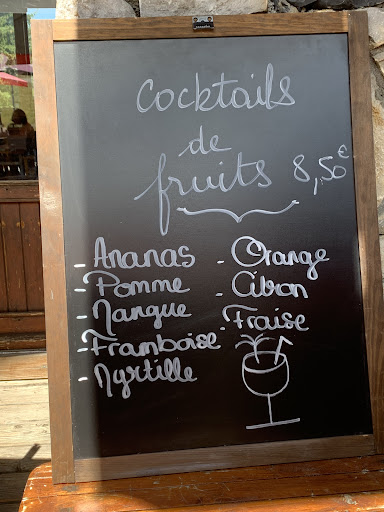 Cocktails
de
fruits 8,50€
- Ananas
- Pomme
- Mangue
- Framboise
- Myrtille
- Orange
- Citron
- Fraise